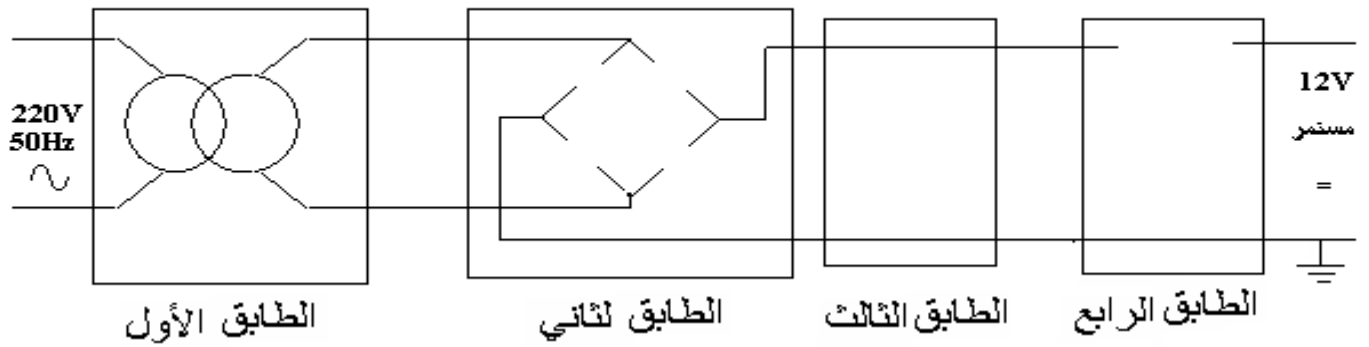 220V
50Hz
12V
مستمر
=
الطابق الأول
الطابق لثاني
الطابق الثالث
الطابق الرابع